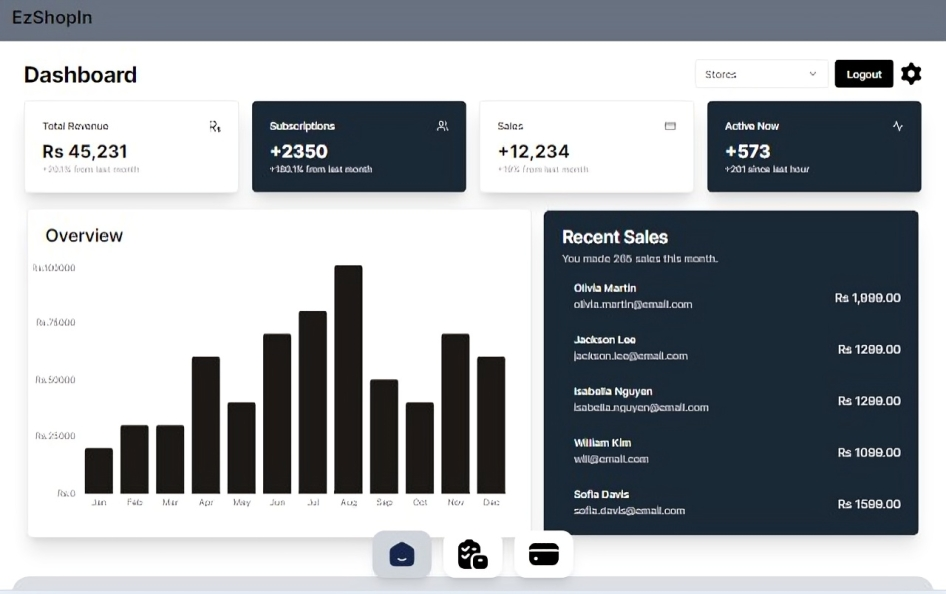 EzShopIn
Dashboard
Stores
Logout
Total Revenue
Rs 45,231
+20.1% from last month
Subscriptions
+2350
+180.1% from last month
Sales
+12,234
+19% from last month
Active Now
+573
+201 since last hour
Overview
Rs.100000
Rs.75000
Rs.50000
Rs.25000
Rs.0
Jan Feb Mar Apr May Jun Jul Aug Sep Oct Nov Dec
Recent Sales
You made 265 sales this month.
Olivia Martin
olivia.martin@email.com
Rs 1,999.00
Jackson Lee
jackson.lee@email.com
Rs 1299.00
Isabella Nguyen
isabella.nguyen@email.com
Rs 1299.00
William Kim
will@email.com
Rs 1099.00
Sofia Davis
sofia.davis@email.com
Rs 1599.00